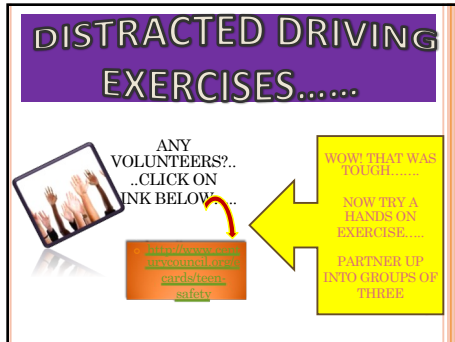 DISTRACTED DRIVING
EXERCISES......
ANY
VOLUNTEERS?..
..CLICK ON
INK BELOW.....
WOW! THAT WAS
TOUGH.......
NOW TRY A
HANDS ON
EXERCISE.....
PARTNER UP
INTO GROUPS OF
THREE
cards/teen-
safety